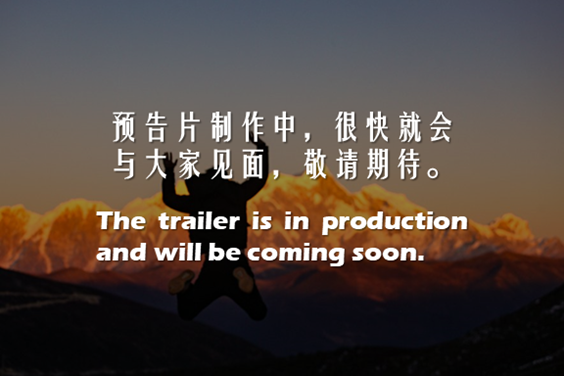 预告片制作中，很快就会
与大家见面，敬请期待。
The trailer is in production
and will be coming soon.